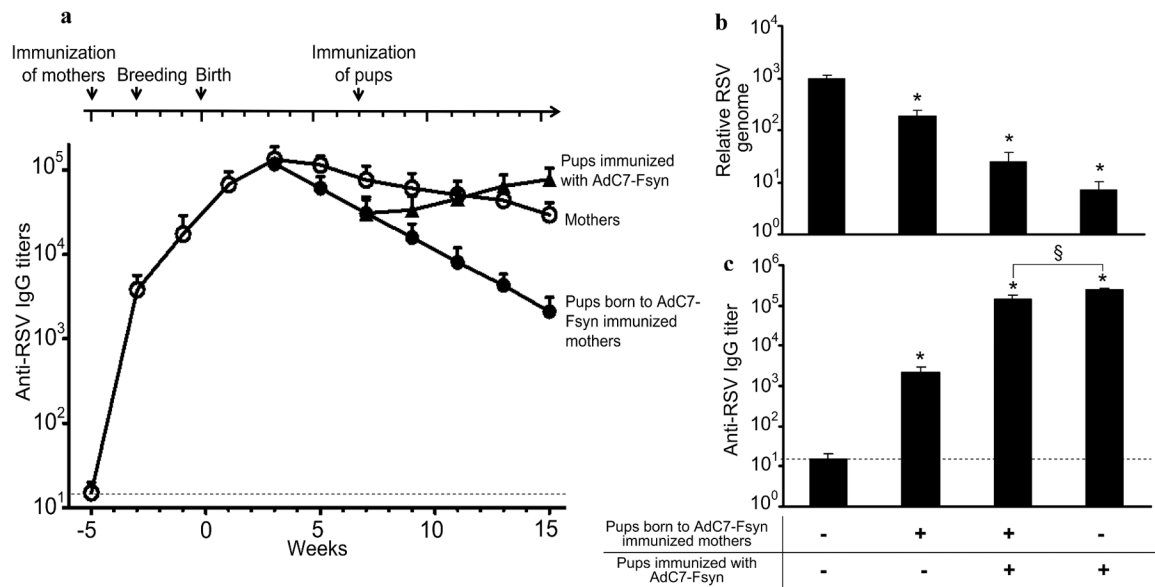 a
Immunization of mothers
Breeding
Birth
Immunization of pups
Anti-RSV IgG titers
10^5
10^4
10^3
10^2
10^1
-5
0
5
10
15
Weeks
Pups immunized
with AdC7-Fsyn
Mothers
Pups born to AdC7-
Fsyn immunized
mothers
b
Relative RSV
genome
10^4
10^3
10^2
10^1
10^0
*
*
*
c
Anti-RSV IgG titer
10^6
10^5
10^4
10^3
10^2
10^1
10^0
§
*
*
*
Pups born to AdC7-Fsyn
immunized mothers
- + + -
Pups immunized with
AdC7-Fsyn
- - + +